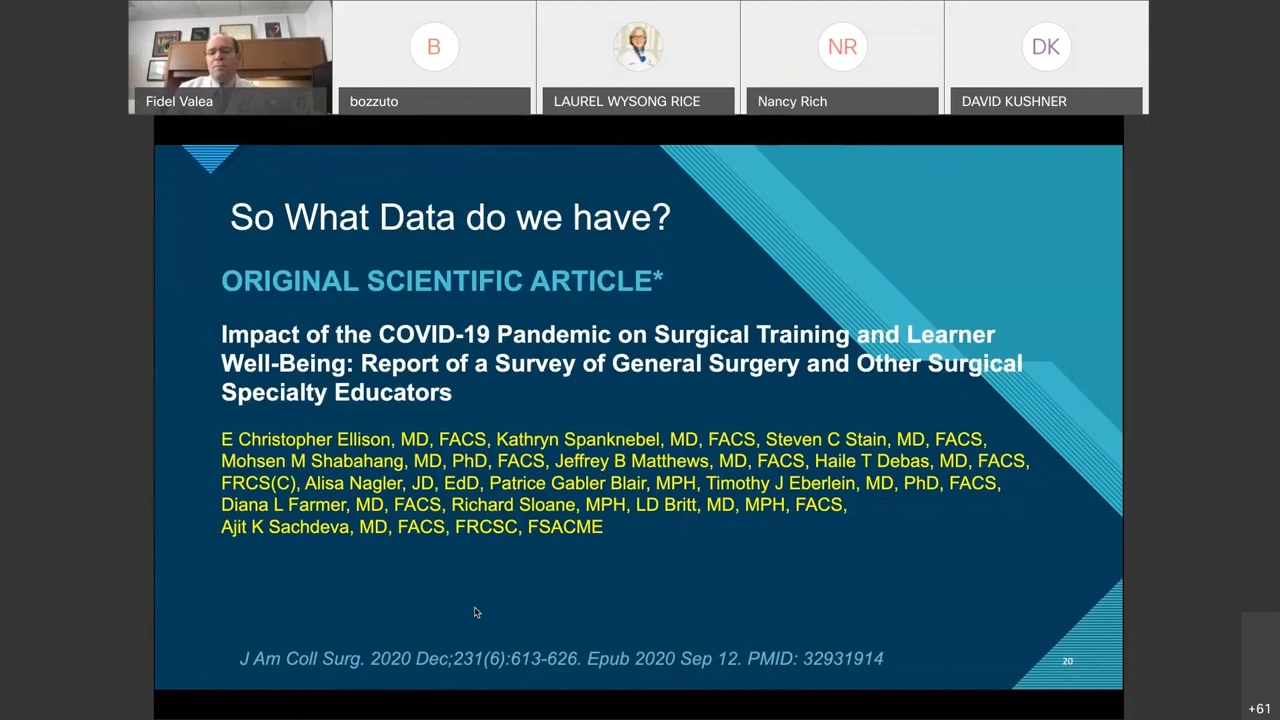 B
NR
DK
Fidel Valea
bozzuto
LAUREL WYSONG RICE
Nancy Rich
DAVID KUSHNER
So What Data do we have?
ORIGINAL SCIENTIFIC ARTICLE*
Impact of the COVID-19 Pandemic on Surgical Training and Learner
Well-Being: Report of a Survey of General Surgery and Other Surgical
Specialty Educators
E Christopher Ellison, MD, FACS, Kathryn Spanknebel, MD, FACS, Steven C Stain, MD, FACS,
Mohsen M Shabahang, MD, PhD, FACS, Jeffrey B Matthews, MD, FACS, Haile T Debas, MD, FACS,
FRCS(C), Alisa Nagler, JD, EdD, Patrice Gabler Blair, MPH, Timothy J Eberlein, MD, PhD, FACS,
Diana L Farmer, MD, FACS, Richard Sloane, MPH, LD Britt, MD, MPH, FACS,
Ajit K Sachdeva, MD, FACS, FRCSC, FSACME
J Am Coll Surg. 2020 Dec;231(6):613-626. Epub 2020 Sep 12. PMID: 32931914
20
+61